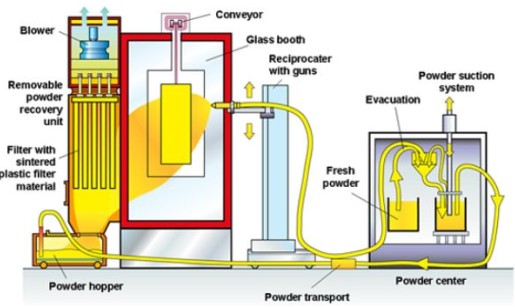 Conveyor
Blower
Glass booth
Reciprocater
with guns
Powder suction
system
Removable
powder
recovery
unit
Evacuation
Filter with
sintered
plastic filter
material
Fresh
powder
Powder hopper
Powder center
Powder transport